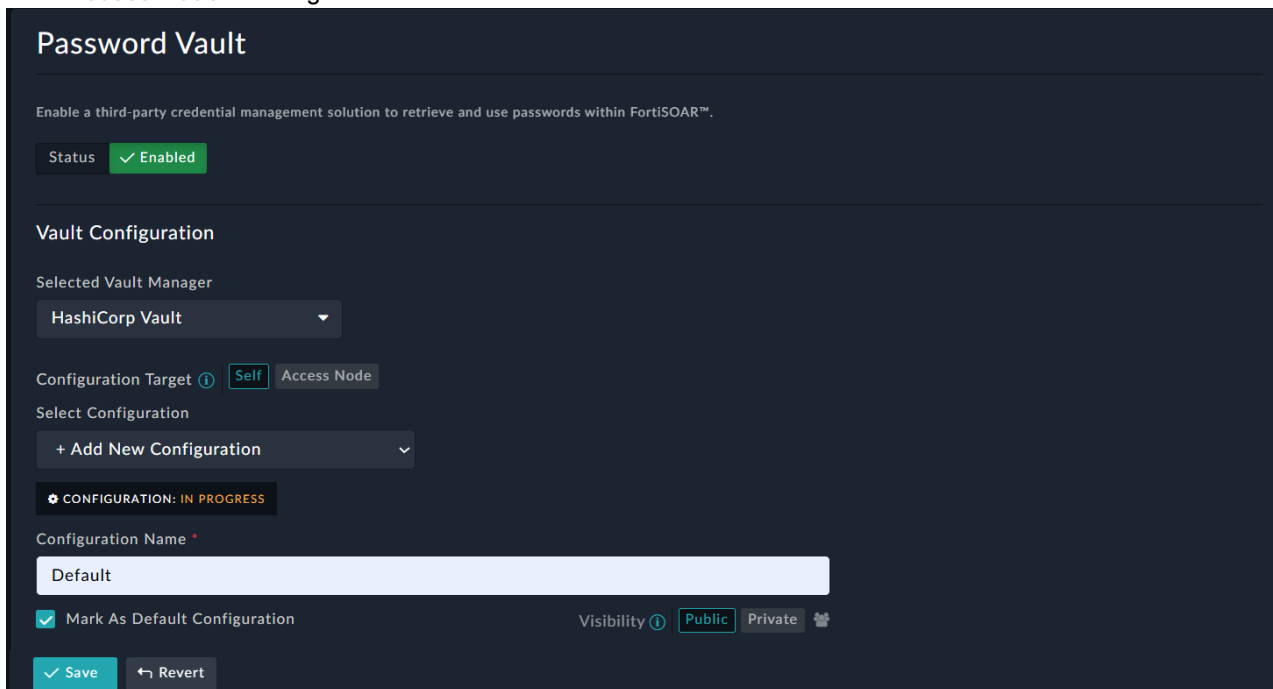 Password Vault
Enable a third-party credential management solution to retrieve and use passwords within FortiSOAR™.
Status Enabled
Vault Configuration
Selected Vault Manager
HashiCorp Vault
Configuration Target Self Access Node
Select Configuration
+ Add New Configuration
CONFIGURATION: IN PROGRESS
Configuration Name *
Default
Mark As Default Configuration Visibility Public Private
Save Revert